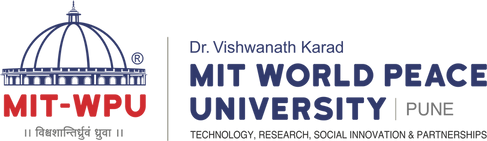 MIT-WPU
॥ विश्वशान्तिर्ध्रुवं ध्रुवा ॥
®
Dr. Vishwanath Karad
MIT WORLD PEACE
UNIVERSITY | PUNE
TECHNOLOGY, RESEARCH, SOCIAL INNOVATION & PARTNERSHIPS